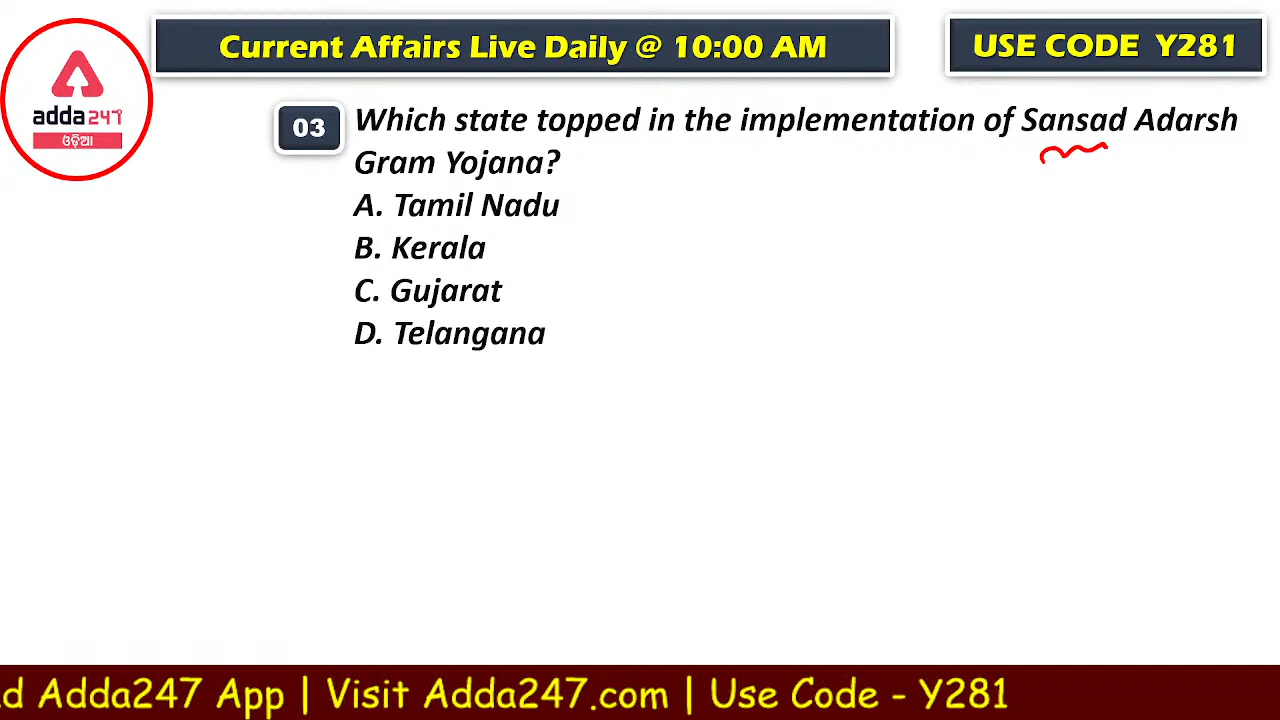 Current Affairs Live Daily @ 10:00 AM
USE CODE Y281
adda247
ଓଡ଼ିଆ
03 Which state topped in the implementation of Sansad Adarsh
Gram Yojana?
A. Tamil Nadu
B. Kerala
C. Gujarat
D. Telangana
Adda247 App | Visit Adda247.com | Use Code - Y281